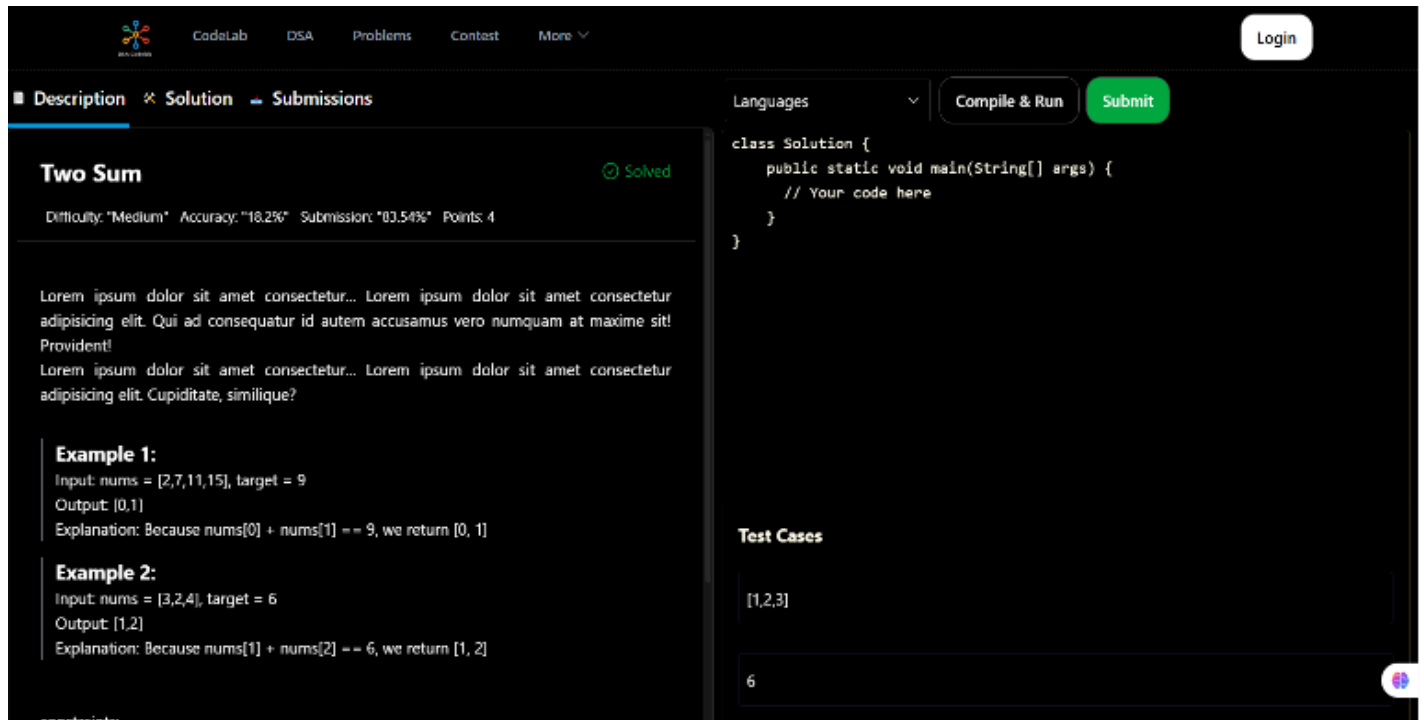 CodeLab DSA Problems Contest More
Login
Description Solution Submissions
Languages
Compile & Run
Submit
Two Sum
Solved
Difficulty: "Medium" Accuracy: "18.2%" Submission: "83.54%" Points: 4
Lorem ipsum dolor sit amet consectetur... Lorem ipsum dolor sit amet consectetur
adipisicing elit. Qui ad consequatur id autem accusamus vero numquam at maxime sit!
Provident!
Lorem ipsum dolor sit amet consectetur... Lorem ipsum dolor sit amet consectetur
adipisicing elit. Cupiditate, similique?
Example 1:
Input: nums = [2,7,11,15], target = 9
Output: [0,1]
Explanation: Because nums[0] + nums[1] == 9, we return [0, 1]
Example 2:
Input: nums = [3,2,4], target = 6
Output: [1,2]
Explanation: Because nums[1] + nums[2] == 6, we return [1, 2]
class Solution {
    public static void main(String[] args) {
      // Your code here
    }
}
Test Cases
[1,2,3]
6